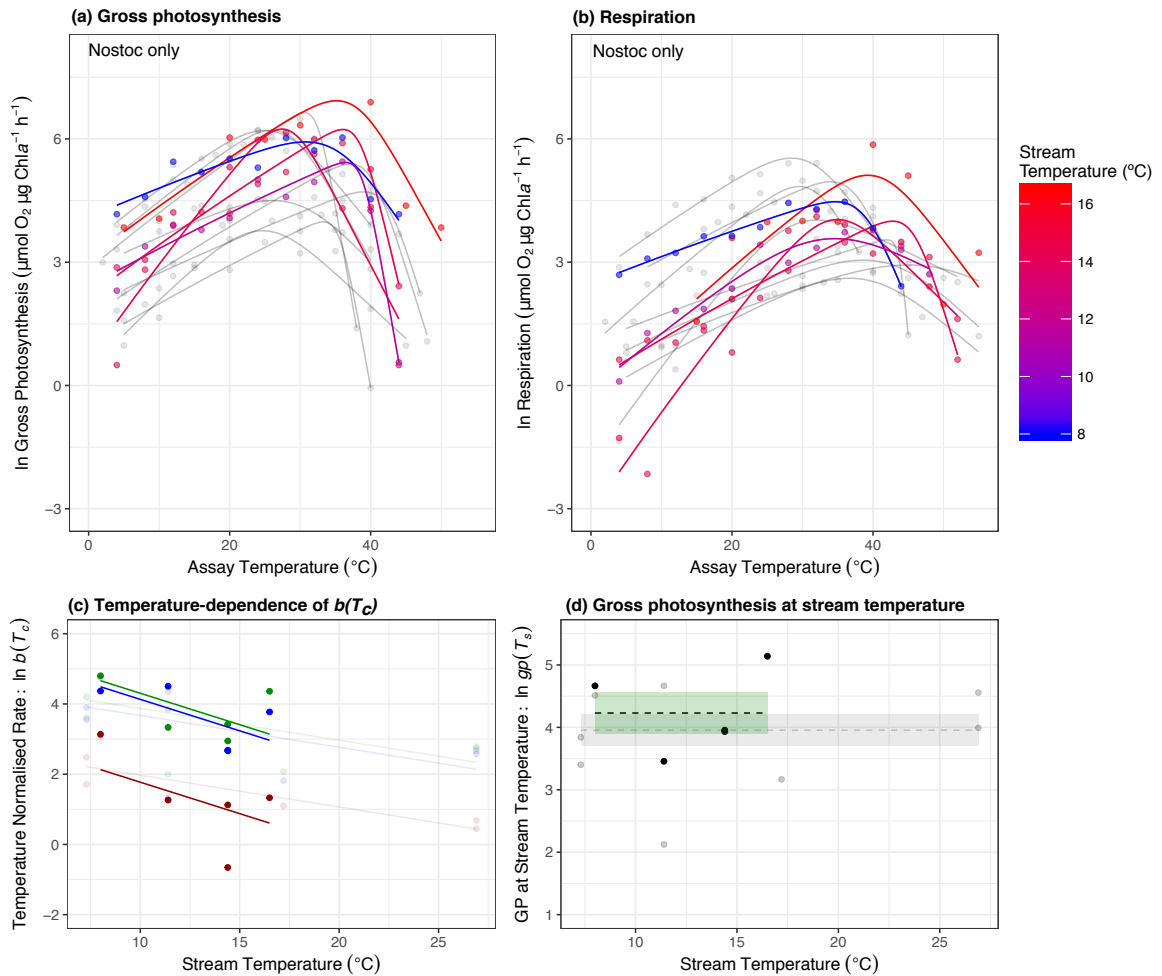 (a) Gross photosynthesis
(b) Respiration
Nostoc only
Nostoc only
ln Gross Photosynthesis (μmol O₂ μg Chla⁻¹ h⁻¹)
6
3
0
−3
0
20
40
Assay Temperature (°C)
ln Respiration (μmol O₂ μg Chla⁻¹ h⁻¹)
6
3
0
−3
0
20
40
Assay Temperature (°C)
Stream
Temperature (ºC)
16
14
12
10
8
(c) Temperature-dependence of b(Tc)
(d) Gross photosynthesis at stream temperature
Temperature Normalised Rate: ln b(Tc)
6
4
2
0
−2
10
15
20
25
Stream Temperature (°C)
GP at Stream Temperature: ln gp(Ts)
5
4
3
2
1
10
15
20
25
Stream Temperature (°C)